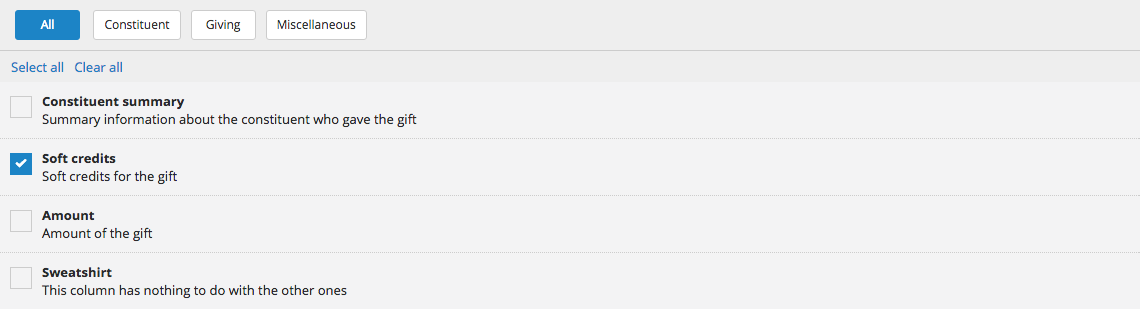 All Constituent Giving Miscellaneous
Select all Clear all
Constituent summary
Summary information about the constituent who gave the gift
Soft credits
Soft credits for the gift
Amount
Amount of the gift
Sweatshirt
This column has nothing to do with the other ones